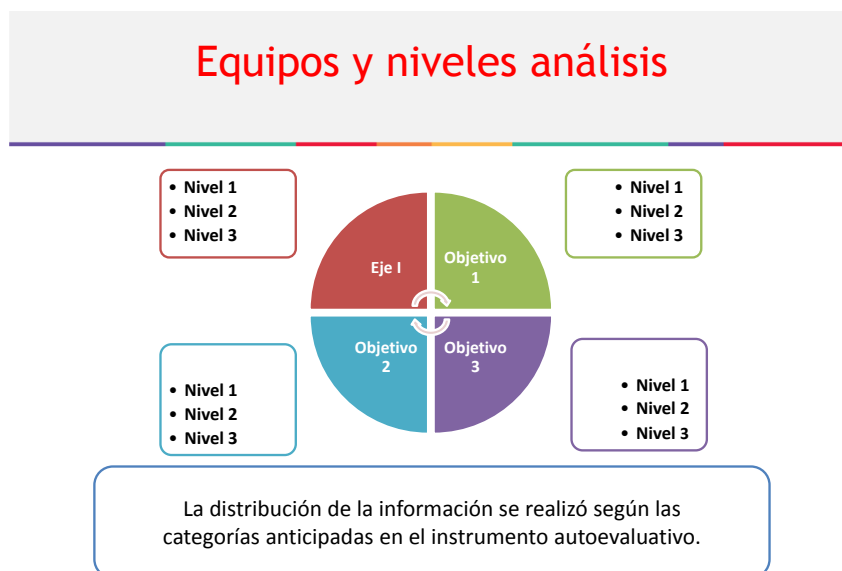 Equipos y niveles análisis
• Nivel 1
• Nivel 2
• Nivel 3
• Nivel 1
• Nivel 2
• Nivel 3
Eje I
Objetivo
1
Objetivo
2
Objetivo
3
• Nivel 1
• Nivel 2
• Nivel 3
• Nivel 1
• Nivel 2
• Nivel 3
La distribución de la información se realizó según las
categorías anticipadas en el instrumento autoevaluativo.